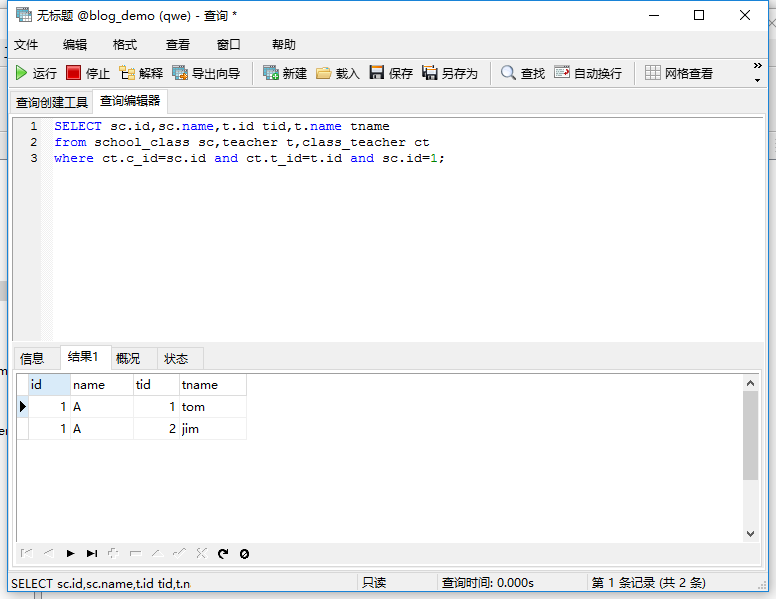 无标题 @blog_demo (qwe) - 查询 *
文件 编辑 格式 查看 窗口 帮助
运行 停止 解释 导出向导 新建 载入 保存 另存为 查找 自动换行 网格查看
查询创建工具 查询编辑器
1 SELECT sc.id,sc.name,t.id tid,t.name tname
2 from school_class sc,teacher t,class_teacher ct
3 where ct.c_id=sc.id and ct.t_id=t.id and sc.id=1;
信息 结果1 概况 状态
id name tid tname
1 A 1 tom
1 A 2 jim
SELECT sc.id,sc.name,t.id tid,t.n 只读 查询时间: 0.000s 第 1 条记录 (共 2 条)